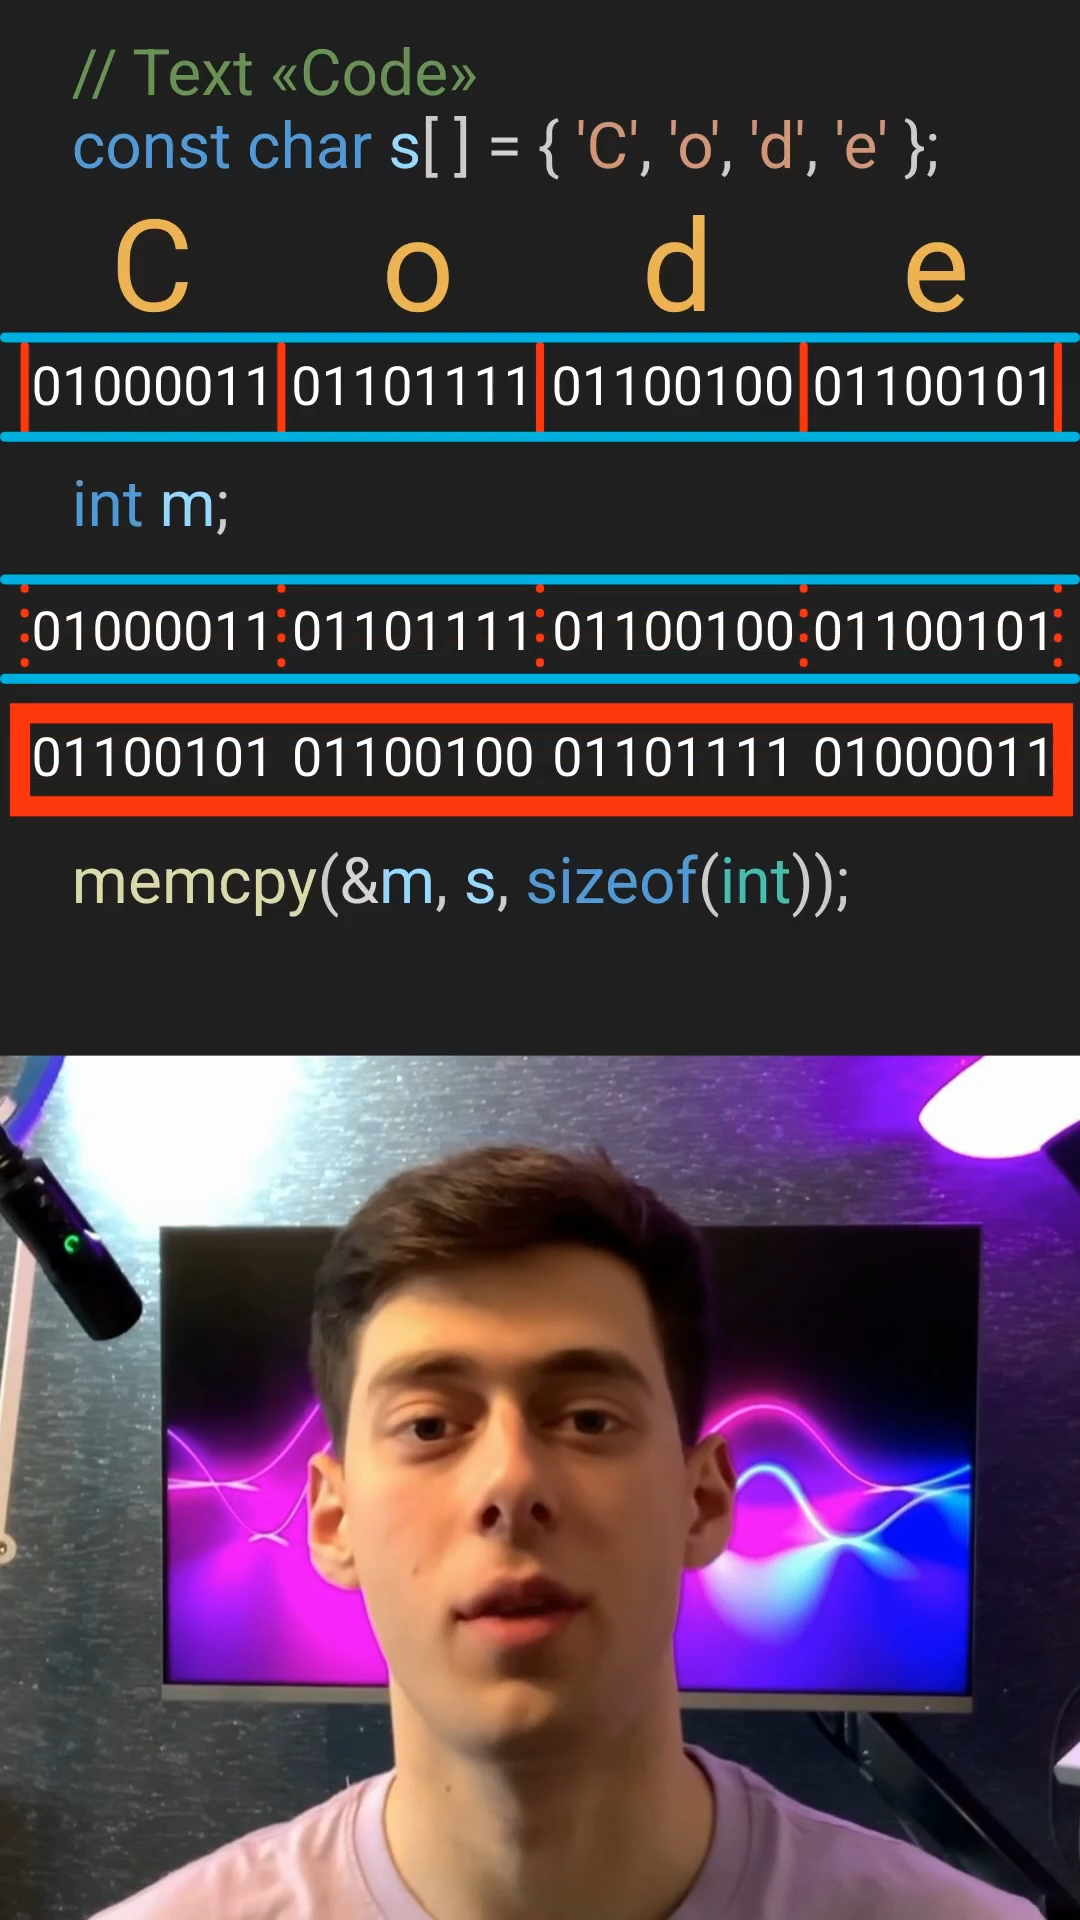 // Text «Code»
const char s[ ] = { 'C', 'o', 'd', 'e' };
C o d e
01000011 01101111 01100100 01100101
int m;
01000011 01101111 01100100 01100101
01100101 01100100 01101111 01000011
memcpy(&m, s, sizeof(int));